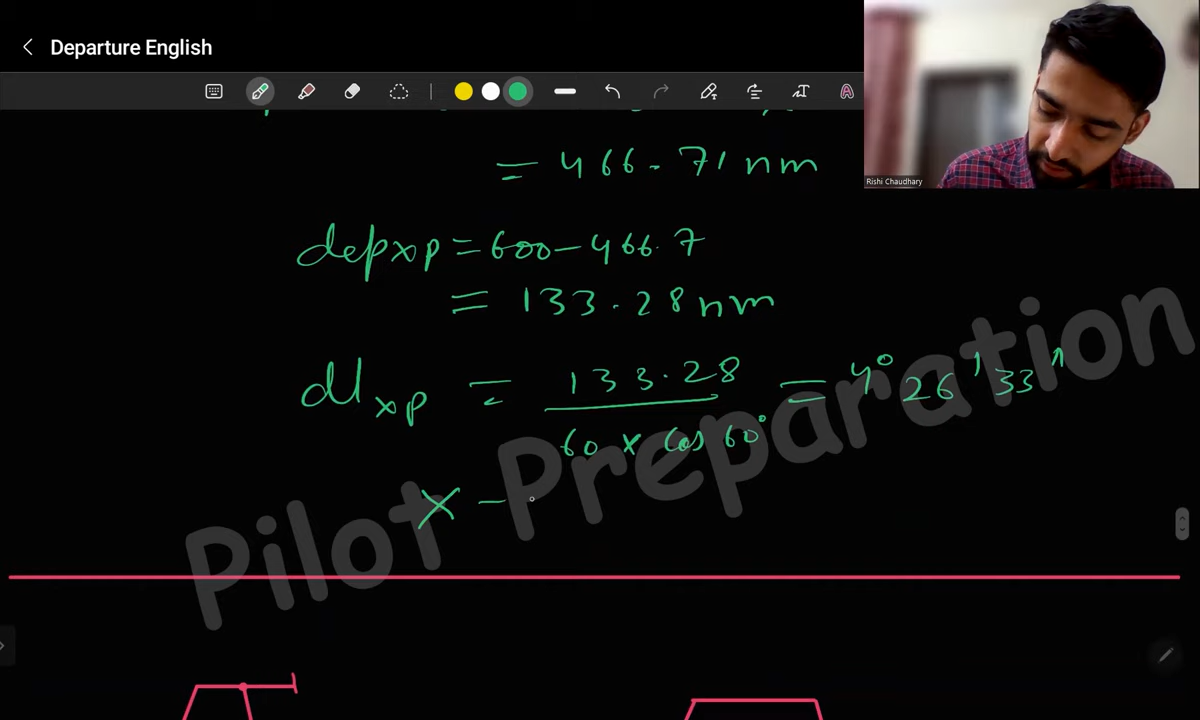 Departure English
Rishi Chaudhary
= 466.71 nm
depxp = 600 - 466.7
= 133.28 nm
dlxp = 133.28 / 60 x cos 60° = 4° 26' 33"
x -
Pilot Preparation